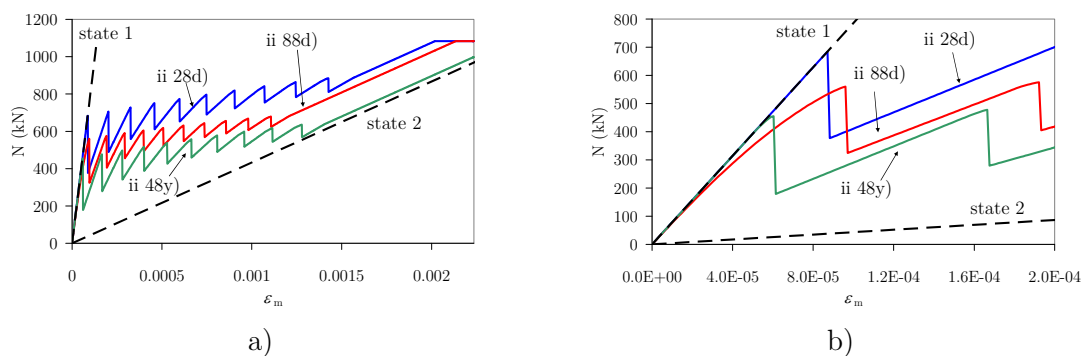 1200
1000
800
600
400
200
0
N (kN)
state 1
ii 28d)
ii 88d)
ii 48y)
state 2
0
0.0005
0.001
0.0015
0.002
ε m
a)
800
700
600
500
400
300
200
100
0
N (kN)
state 1
ii 28d)
ii 88d)
ii 48y)
state 2
0.0E+00
4.0E-05
8.0E-05
1.2E-04
1.6E-04
2.0E-04
ε m
b)